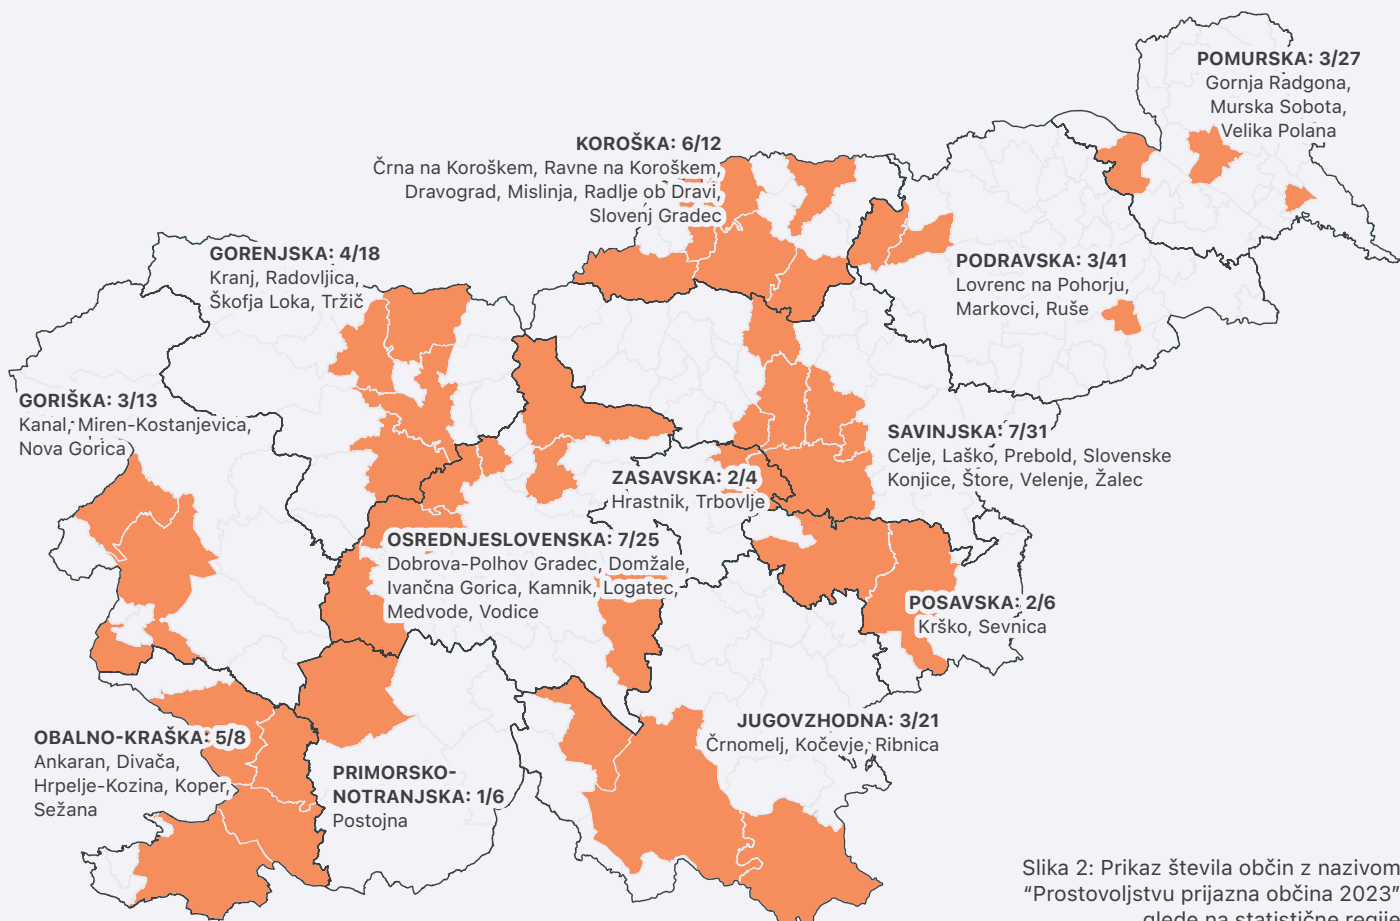 POMURSKA: 3/27
Gornja Radgona,
Murska Sobota,
Velika Polana
KOROŠKA: 6/12
Črna na Koroškem, Ravne na Koroškem,
Dravograd, Mislinja, Radlje ob Dravi,
Slovenj Gradec
GORENJSKA: 4/18
Kranj, Radovljica,
Škofja Loka, Tržič
PODRAVSKA: 3/41
Lovrenc na Pohorju,
Markovci, Ruše
GORIŠKA: 3/13
Kanal, Miren-Kostanjevica,
Nova Gorica
SAVINJSKA: 7/31
Celje, Laško, Prebold, Slovenske
Konjice, Štore, Velenje, Žalec
ZASAVSKA: 2/4
Hrastnik, Trbovlje
OSREDNJESLOVENSKA: 7/25
Dobrova-Polhov Gradec, Domžale,
Ivančna Gorica, Kamnik, Logatec,
Medvode, Vodice
POSAVSKA: 2/6
Krško, Sevnica
JUGOVZHODNA: 3/21
Črnomelj, Kočevje, Ribnica
OBALNO-KRAŠKA: 5/8
Ankaran, Divača,
Hrpelje-Kozina, Koper,
Sežana
PRIMORSKO-
NOTRANJSKA: 1/6
Postojna
Slika 2: Prikaz števila občin z nazivom
“Prostovoljstvu prijazna občina 2023”
glede na statistične regije